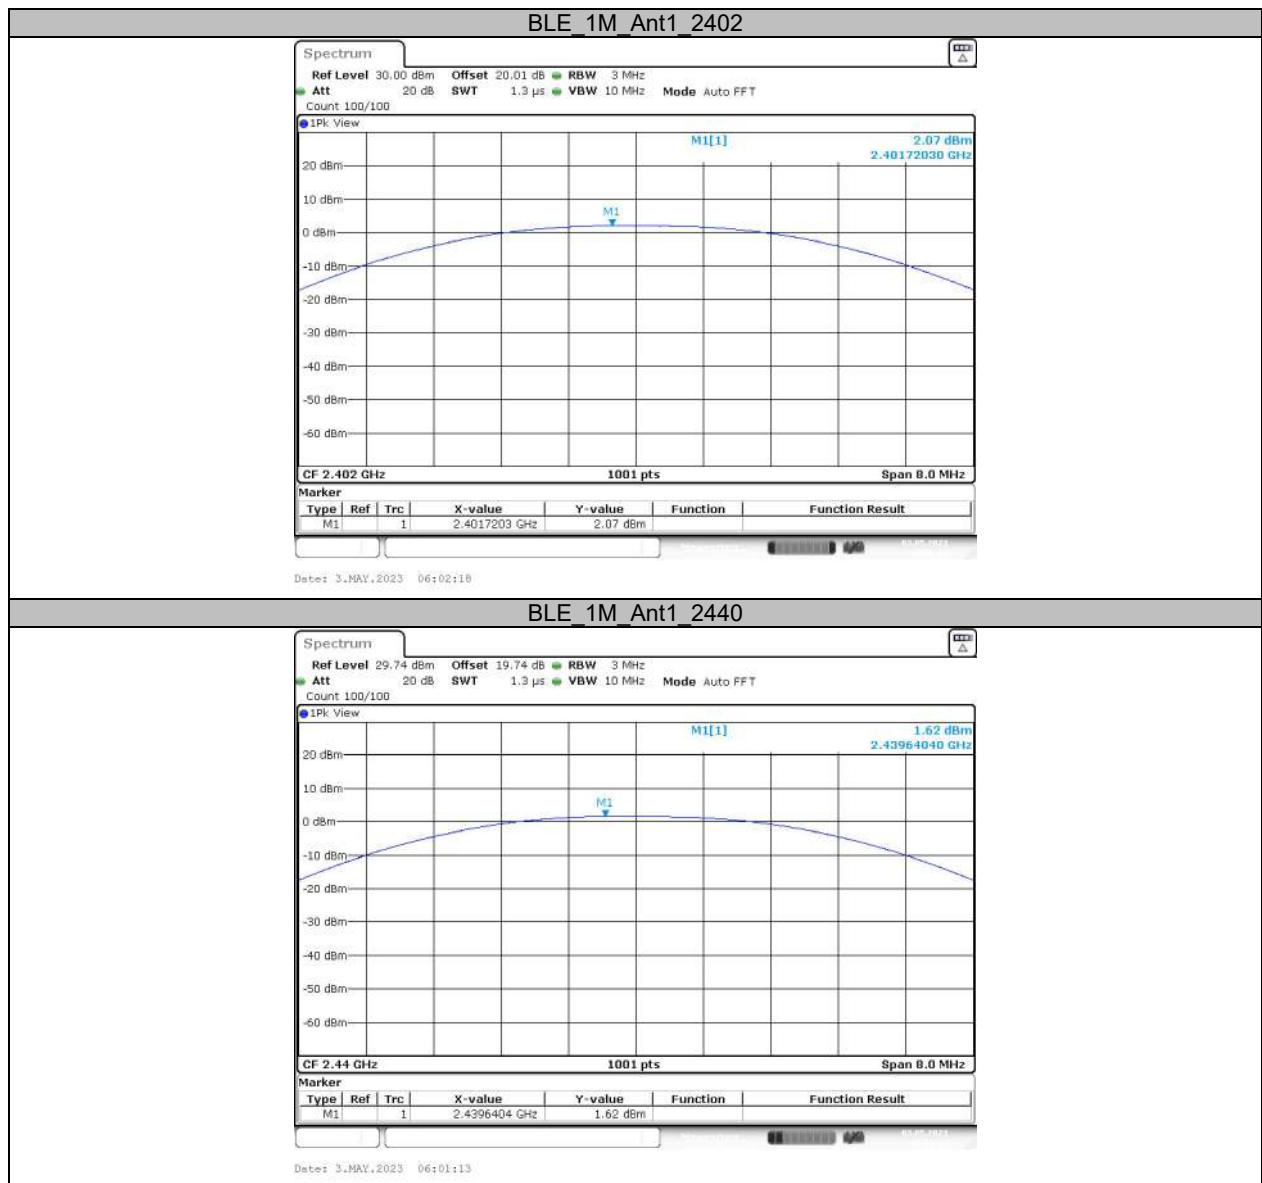 BLE_1M_Ant1_2402
Spectrum
Ref Level 30.00 dBm Offset 20.01 dB RBW 3 MHz
Att 20 dB SWT 1.3 µs VBW 10 MHz Mode Auto FFT
Count 100/100
1Pk View
M1[1] 2.07 dBm
2.40172030 GHz
20 dBm
10 dBm
M1
0 dBm
-10 dBm
-20 dBm
-30 dBm
-40 dBm
-50 dBm
-60 dBm
CF 2.402 GHz 1001 pts Span 8.0 MHz
Marker
Type Ref Trc X-value Y-value Function Function Result
M1 1 2.4017203 GHz 2.07 dBm
Date: 3.MAY.2023 06:02:18
BLE_1M_Ant1_2440
Spectrum
Ref Level 29.74 dBm Offset 19.74 dB RBW 3 MHz
Att 20 dB SWT 1.3 µs VBW 10 MHz Mode Auto FFT
Count 100/100
1Pk View
M1[1] 1.62 dBm
2.43964040 GHz
20 dBm
10 dBm
M1
0 dBm
-10 dBm
-20 dBm
-30 dBm
-40 dBm
-50 dBm
-60 dBm
CF 2.44 GHz 1001 pts Span 8.0 MHz
Marker
Type Ref Trc X-value Y-value Function Function Result
M1 1 2.4396404 GHz 1.62 dBm
Date: 3.MAY.2023 06:01:13